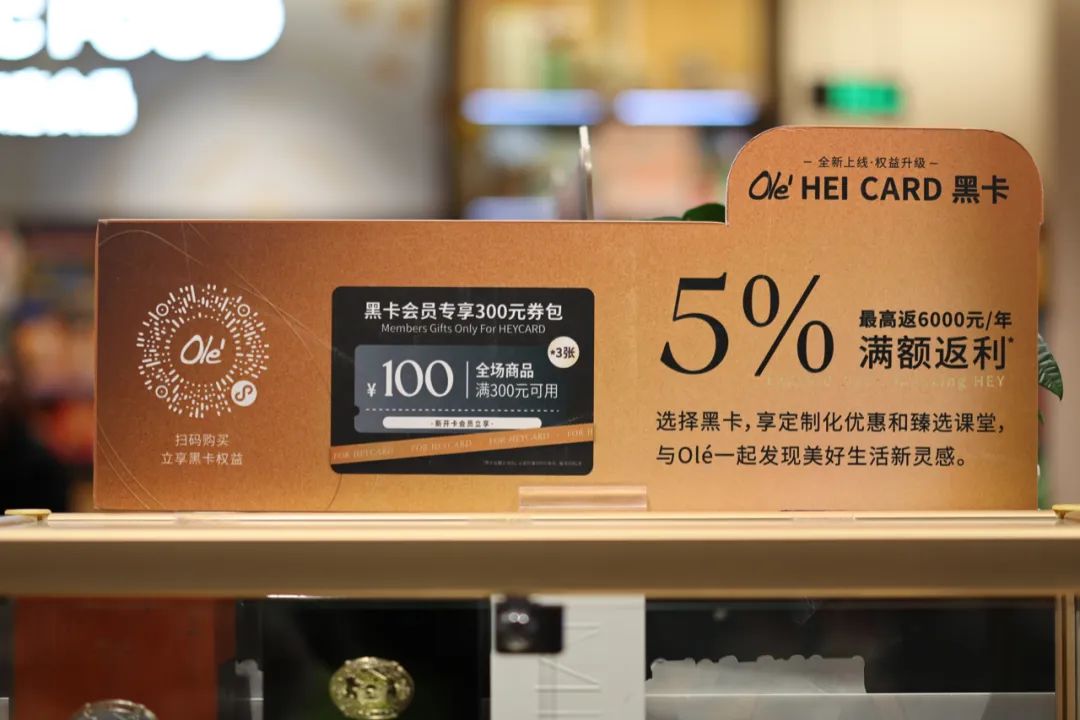 全新上线·权益升级
Olé HEI CARD 黑卡
Olé
扫码购买
立享黑卡权益
黑卡会员专享300元券包
Members Gifts Only For HEYCARD
*3张
¥100
全场商品
满300元可用
·新开卡会员立享·
FOR HEYCARD FOR HEYCARD FOR HEYCARD
5%
最高返6000元/年
满额返利*
king HEY
选择黑卡,享定制化优惠和臻选课堂,
与Olé一起发现美好生活新灵感。